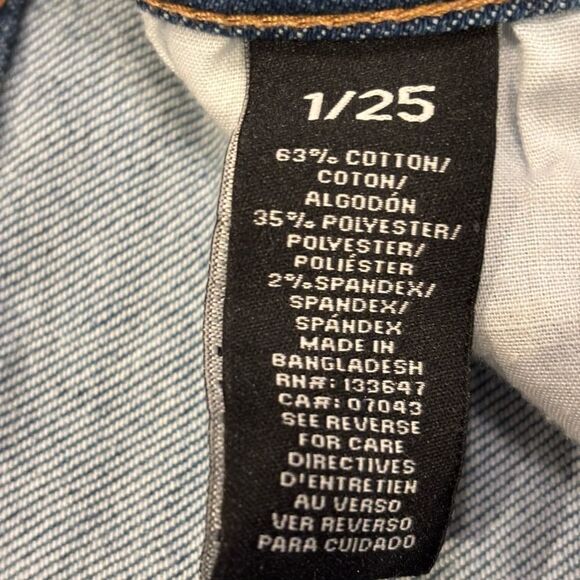 1/25
63% COTTON/
COTON/
ALGODÓN
35% POLYESTER/
POLYESTER/
POLIÉSTER
2% SPANDEX/
SPANDEX/
SPÁNDEX
MADE IN
BANGLADESH
RN#: 133647
CA#: 07043
SEE REVERSE
FOR CARE
DIRECTIVES
D'ENTRETIEN
AU VERSO
VER REVERSO
PARA CUIDADO